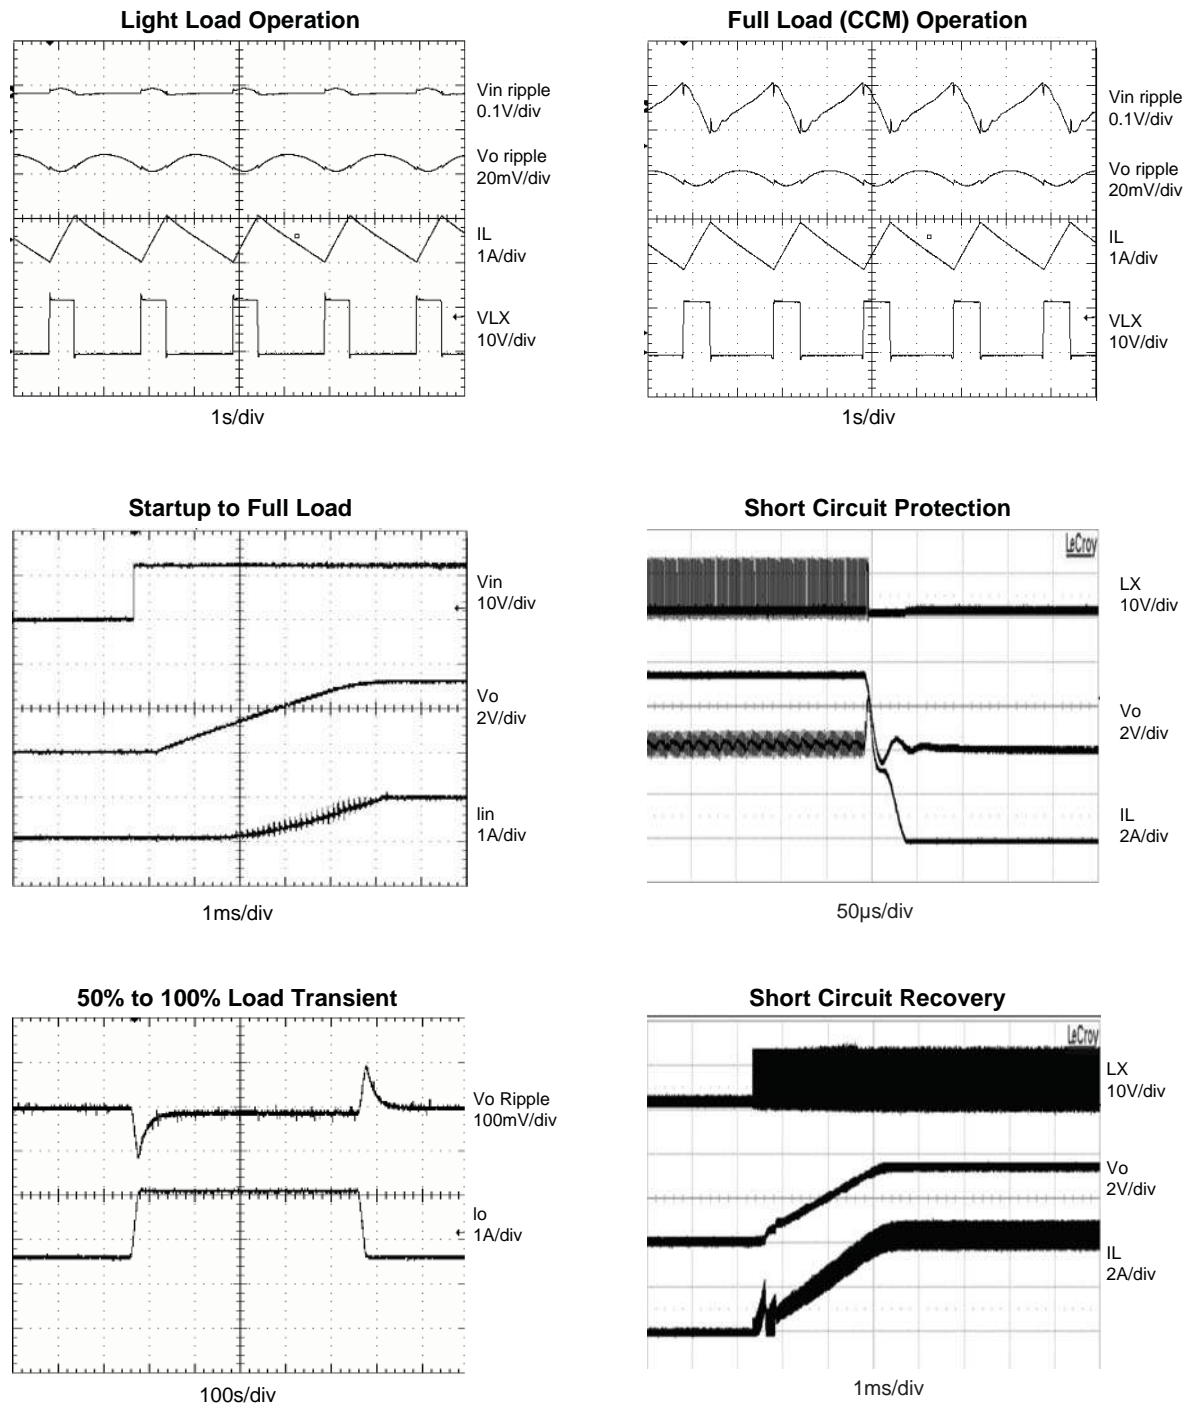 Light Load Operation
Vin ripple
0.1V/div
Vo ripple
20mV/div
IL
1A/div
VLX
10V/div
1s/div
Full Load (CCM) Operation
Vin ripple
0.1V/div
Vo ripple
20mV/div
IL
1A/div
VLX
10V/div
1s/div
Startup to Full Load
Vin
10V/div
Vo
2V/div
Iin
1A/div
1ms/div
Short Circuit Protection
LeCroy
LX
10V/div
Vo
2V/div
IL
2A/div
50µs/div
50% to 100% Load Transient
Vo Ripple
100mV/div
Io
1A/div
100s/div
Short Circuit Recovery
LeCroy
LX
10V/div
Vo
2V/div
IL
2A/div
1ms/div